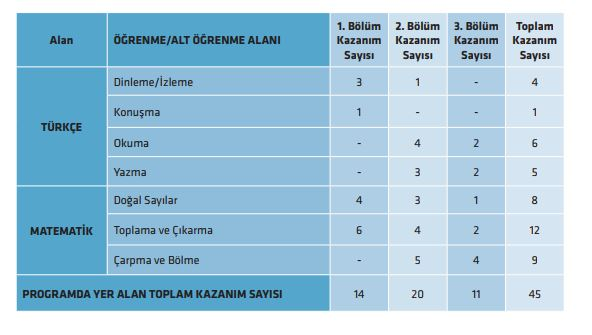 Alan ÖĞRENME/ALT ÖĞRENME ALANI 1. Bölüm Kazanım Sayısı 2. Bölüm Kazanım Sayısı 3. Bölüm Kazanım Sayısı Toplam Kazanım Sayısı
TÜRKÇE
Dinleme/İzleme 3 1 - 4
Konuşma 1 - - 1
Okuma - 4 2 6
Yazma - 3 2 5
MATEMATİK
Doğal Sayılar 4 3 1 8
Toplama ve Çıkarma 6 4 2 12
Çarpma ve Bölme - 5 4 9
PROGRAMDA YER ALAN TOPLAM KAZANIM SAYISI 14 20 11 45